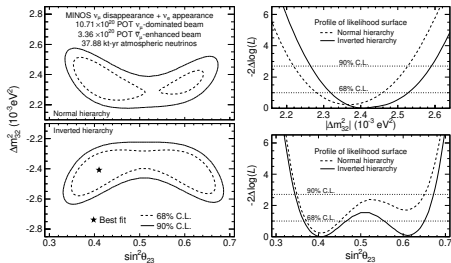 MINOS νμ disappearance + νe appearance
10.71×10²⁰ POT νμ-dominated beam
3.36 ×10²⁰ POT ν̄μ-enhanced beam
37.88 kt-yr atmospheric neutrinos
2.8
2.6
2.4
2.2
Normal hierarchy
Δm²₃₂ (10⁻³ eV²)
Inverted hierarchy
-2.2
-2.4
-2.6
-2.8
★ Best fit
68% C.L.
90% C.L.
0.3 0.4 0.5 0.6 0.7
sin²θ₂₃
-2Δlog(L)
6
4
2
0
Profile of likelihood surface
Normal hierarchy
Inverted hierarchy
90% C.L.
68% C.L.
2.2 2.3 2.4 2.5 2.6
|Δm²₃₂| (10⁻³ eV²)
-2Δlog(L)
6
4
2
0
Profile of likelihood surface
Normal hierarchy
Inverted hierarchy
90% C.L.
68% C.L.
0.3 0.4 0.5 0.6 0.7
sin²θ₂₃